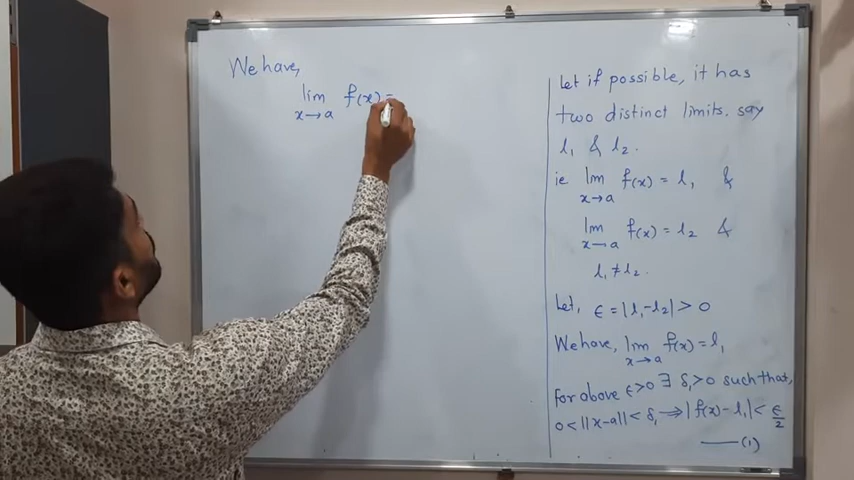 We have,
lim f(x) =
x→a
let if possible, it has
two distinct limits. say
l₁ & l₂.
ie lim f(x) = l₁ &
x→a
lim f(x) = l₂ &
x→a
l₁ ≠ l₂.
Let, ϵ = |l₁-l₂| > 0
We have, lim f(x) = l₁
x→a
for above ϵ>0 ∃ δ₁>0 such that,
0 < ||x-a|| < δ₁ ⟹ |f(x) - l₁| < ϵ/2
—(1)